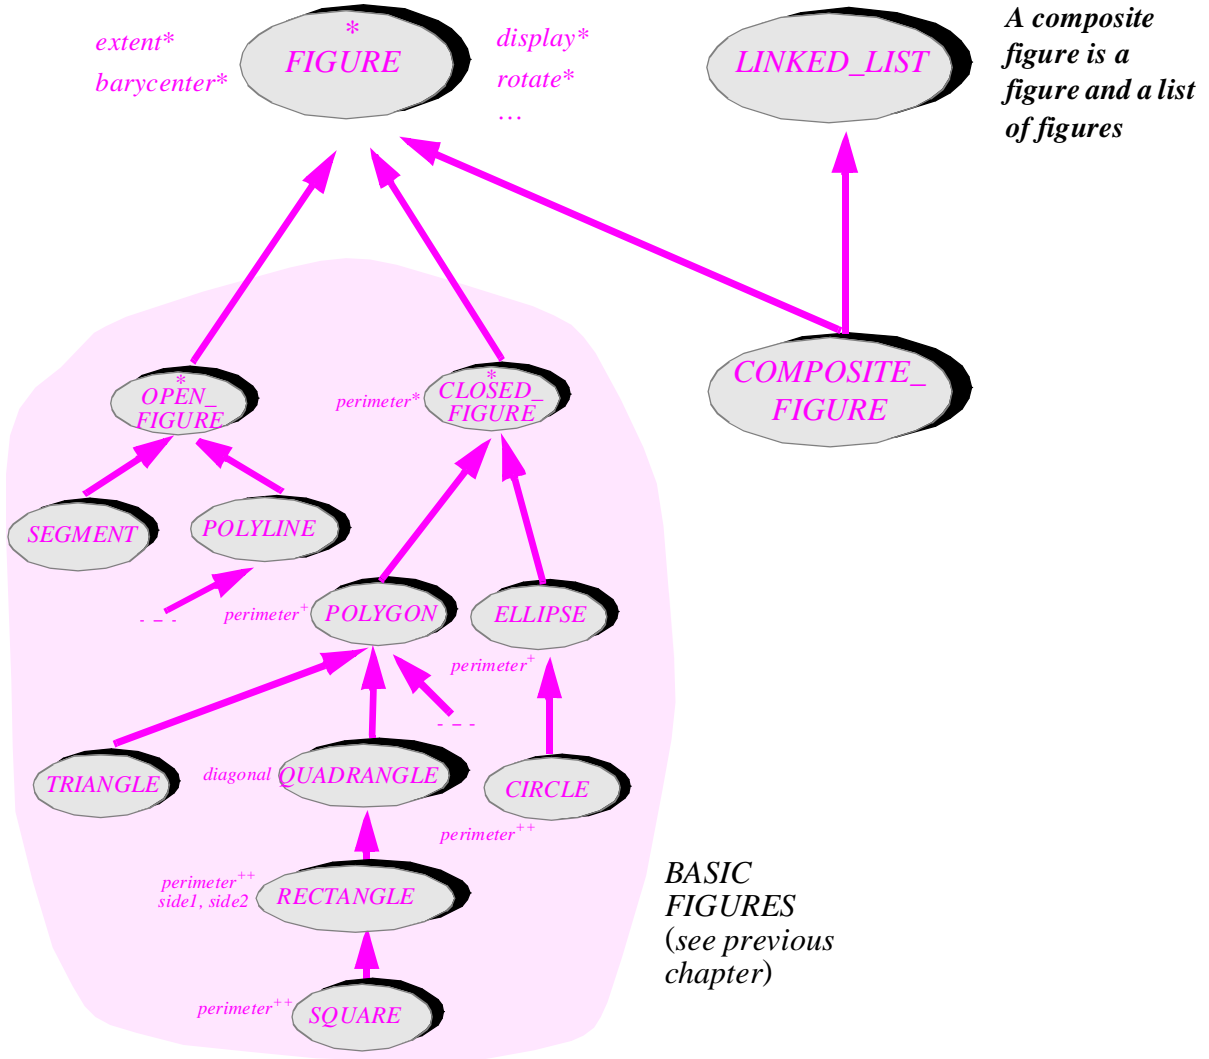 extent*
barycenter*
*
FIGURE
display*
rotate*
…
LINKED_LIST
A composite
figure is a
figure and a list
of figures
*
OPEN_
FIGURE
perimeter*
*
CLOSED_
FIGURE
COMPOSITE_
FIGURE
SEGMENT
POLYLINE
- - -
perimeter+
POLYGON
ELLIPSE
perimeter+
- - -
TRIANGLE
diagonal
QUADRANGLE
CIRCLE
perimeter++
perimeter++
side1, side2
RECTANGLE
BASIC
FIGURES
(see previous
chapter)
perimeter++
SQUARE